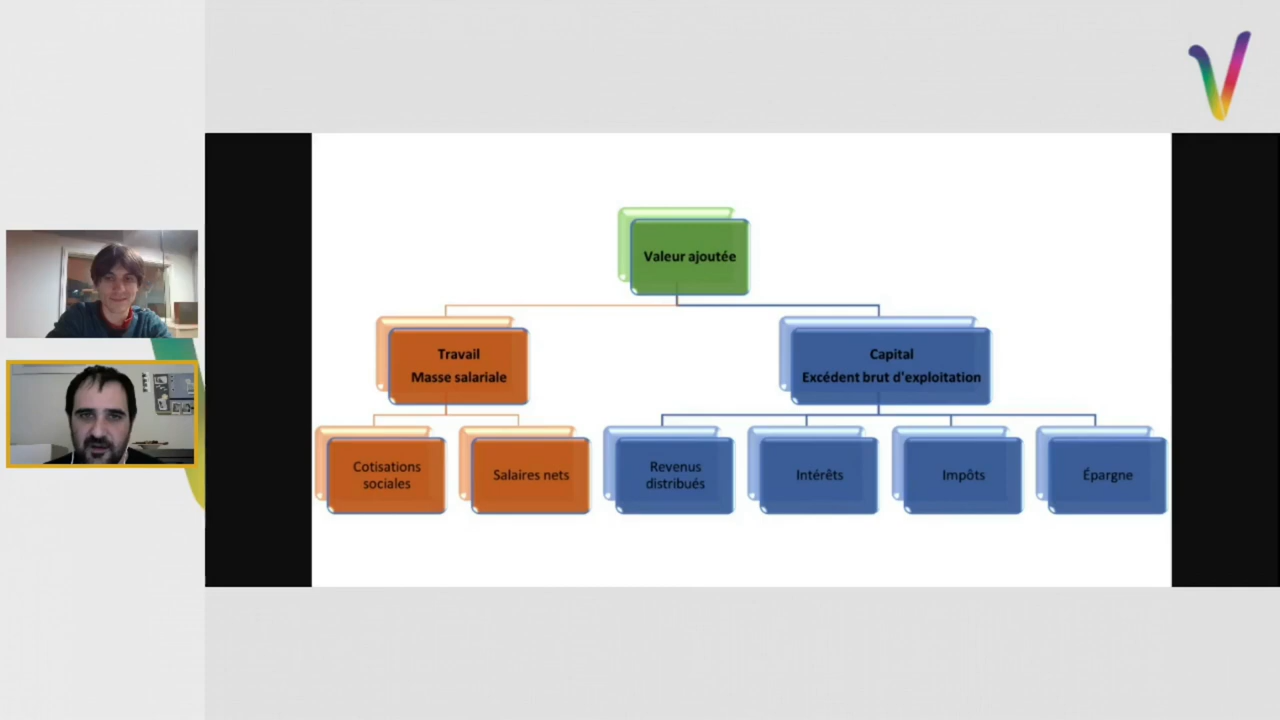 Valeur ajoutée
Travail
Masse salariale
Capital
Excédent brut d'exploitation
Cotisations
sociales
Salaires nets
Revenus
distribués
Intérêts
Impôts
Épargne